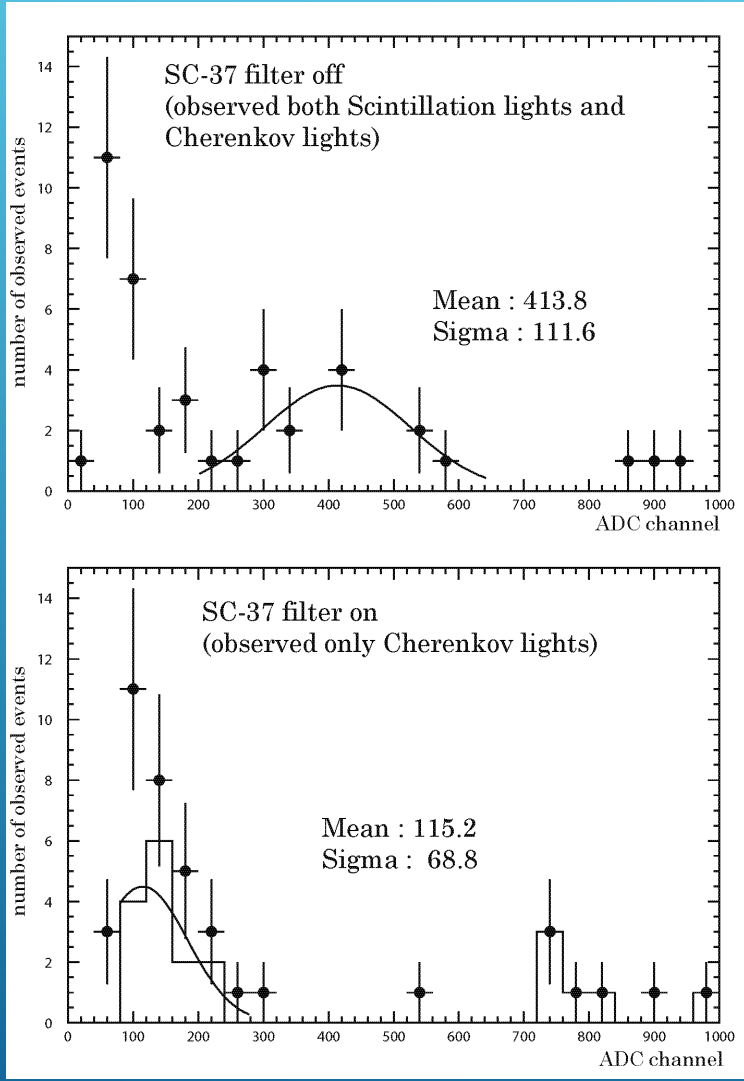 SC-37 filter off
(observed both Scintillation lights and
Cherenkov lights)
Mean : 413.8
Sigma : 111.6
number of observed events
14
12
10
8
6
4
2
0
0 100 200 300 400 500 600 700 800 900 1000
ADC channel
SC-37 filter on
(observed only Cherenkov lights)
Mean : 115.2
Sigma : 68.8
number of observed events
14
12
10
8
6
4
2
0
0 100 200 300 400 500 600 700 800 900 1000
ADC channel